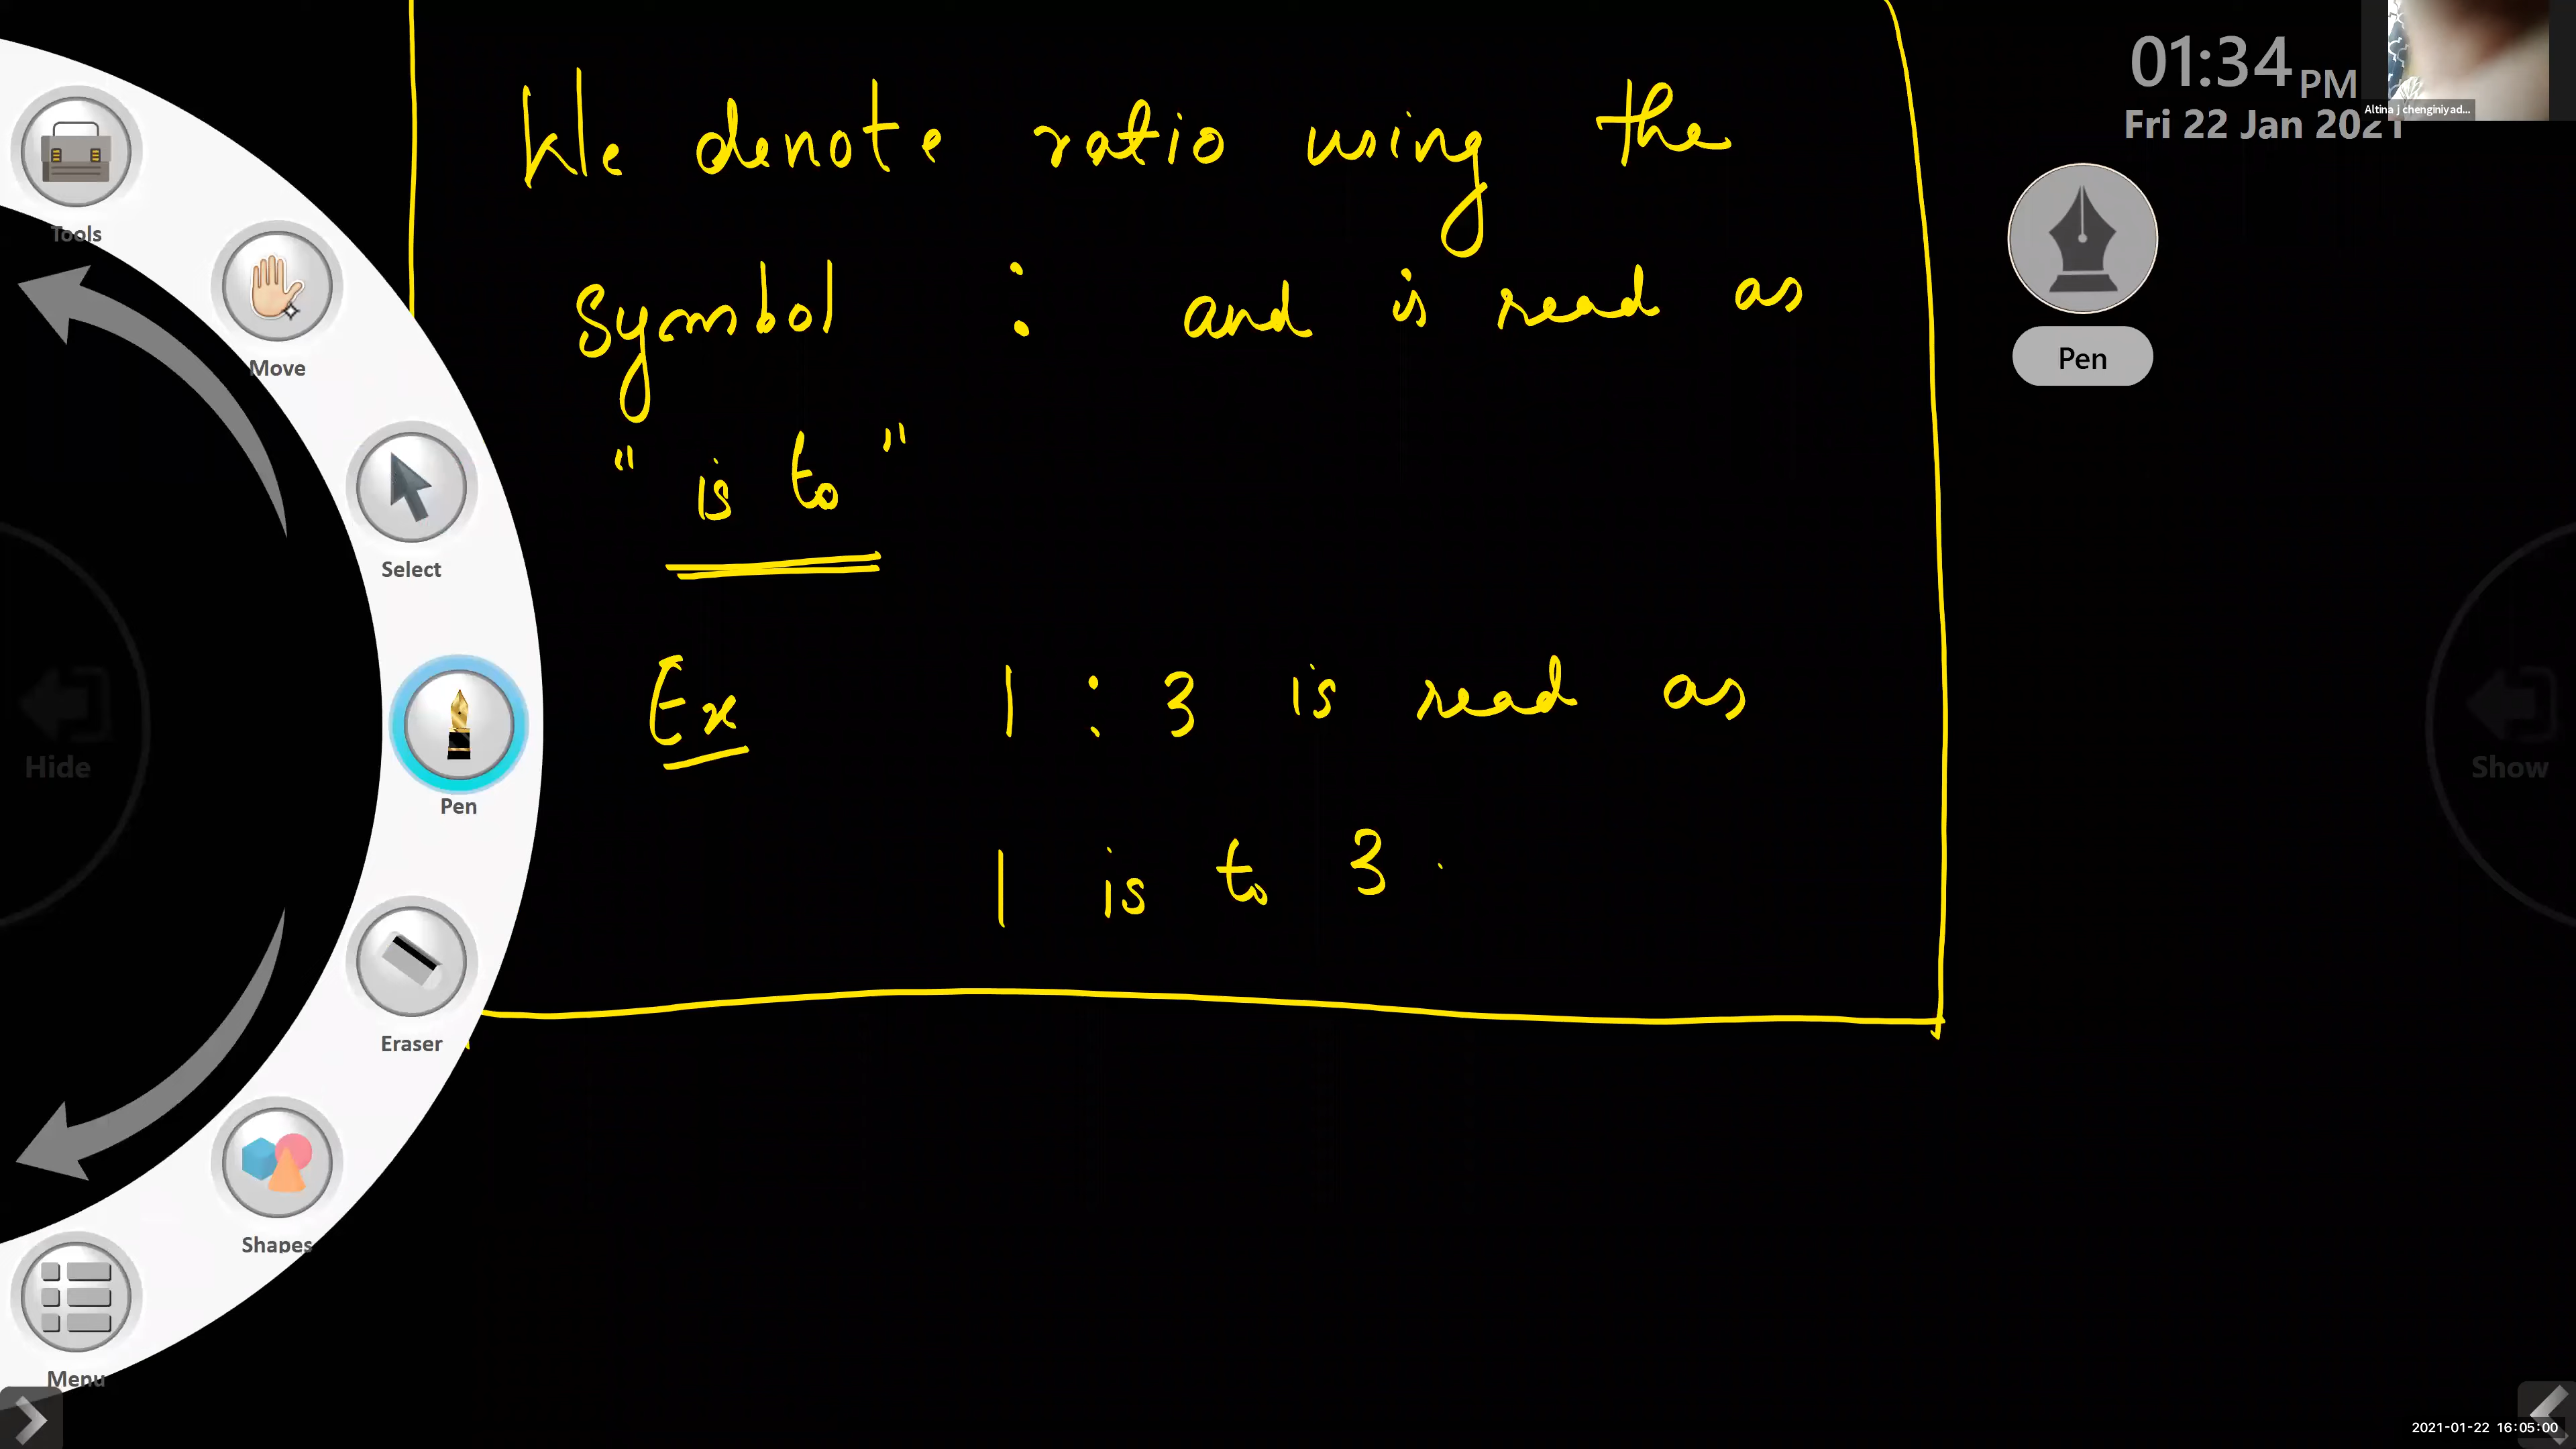 We denote ratio using the
symbol : and is read as
" is to "
Ex 1 : 3 is read as
1 is to 3 .
Tools
Move
Select
Pen
Eraser
Shapes
Menu
Hide
01:34 PM
Fri 22 Jan 2021
Altina j chenginiyad...
Pen
Show
2021-01-22 16:05:00